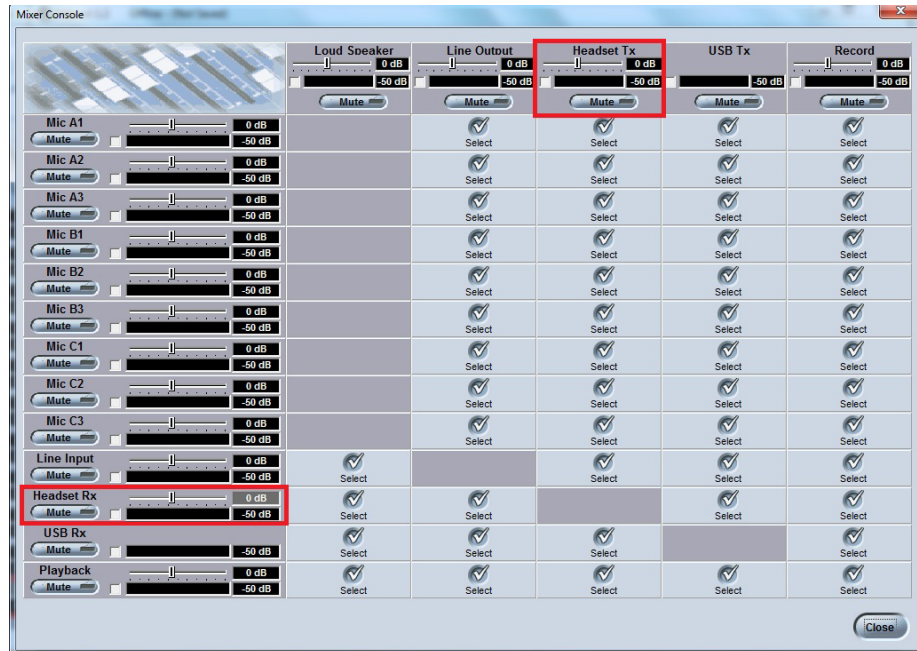 Mixer Console
Loud Speaker Line Output Headset Tx USB Tx Record
0 dB 0 dB 0 dB 0 dB
-50 dB -50 dB -50 dB -50 dB -50 dB
Mute Mute Mute Mute Mute
Mic A1 0 dB
Mute -50 dB Select Select Select Select
Mic A2 0 dB
Mute -50 dB Select Select Select Select
Mic A3 0 dB
Mute -50 dB Select Select Select Select
Mic B1 0 dB
Mute -50 dB Select Select Select Select
Mic B2 0 dB
Mute -50 dB Select Select Select Select
Mic B3 0 dB
Mute -50 dB Select Select Select Select
Mic C1 0 dB
Mute -50 dB Select Select Select Select
Mic C2 0 dB
Mute -50 dB Select Select Select Select
Mic C3 0 dB
Mute -50 dB Select Select Select Select
Line Input 0 dB
Mute -50 dB Select Select Select Select
Headset Rx 0 dB
Mute -50 dB Select Select Select Select
USB Rx
Mute -50 dB Select Select Select Select
Playback 0 dB
Mute -50 dB Select Select Select Select Select
Close